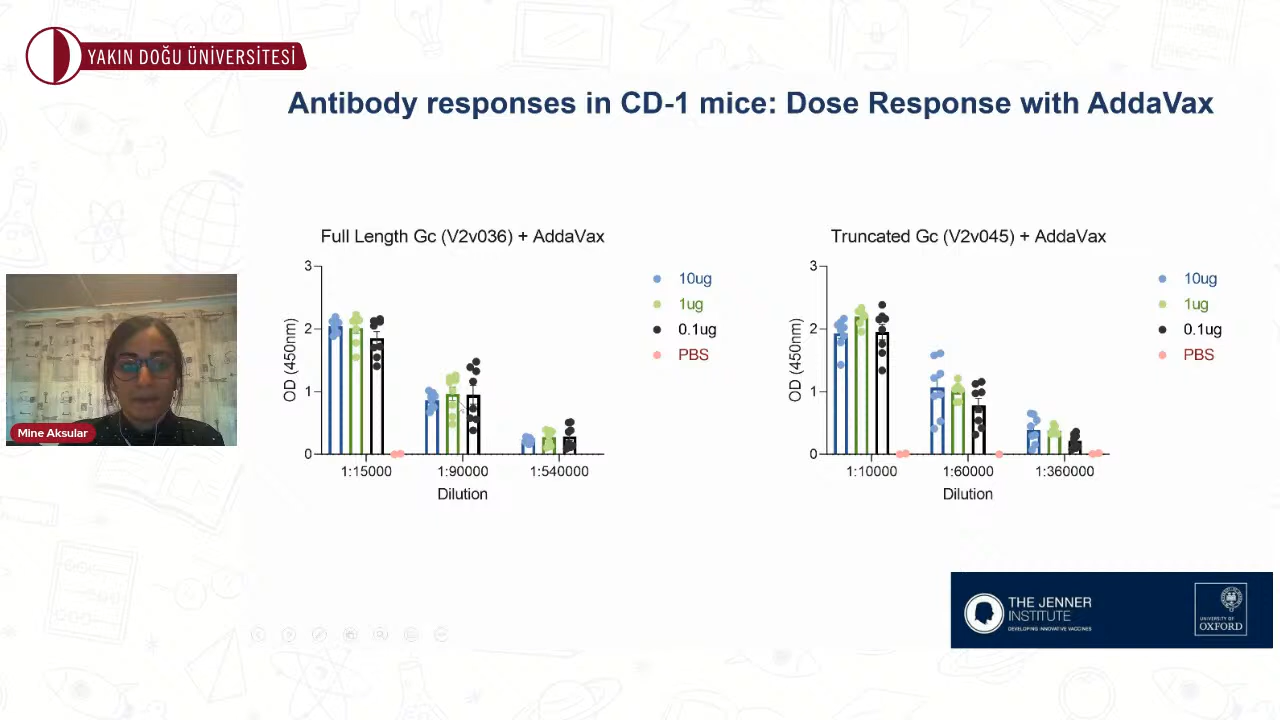 YAKIN DOĞU ÜNİVERSİTESİ
Antibody responses in CD-1 mice: Dose Response with AddaVax
Full Length Gc (V2v036) + AddaVax
3
2
1
0
OD (450nm)
1:15000
1:90000
1:540000
Dilution
10ug
1ug
0.1ug
PBS
Truncated Gc (V2v045) + AddaVax
3
2
1
0
OD (450nm)
1:10000
1:60000
1:360000
Dilution
10ug
1ug
0.1ug
PBS
Mine Aksular
THE JENNER
INSTITUTE
DEVELOPING INNOVATIVE VACCINES
UNIVERSITY OF
OXFORD